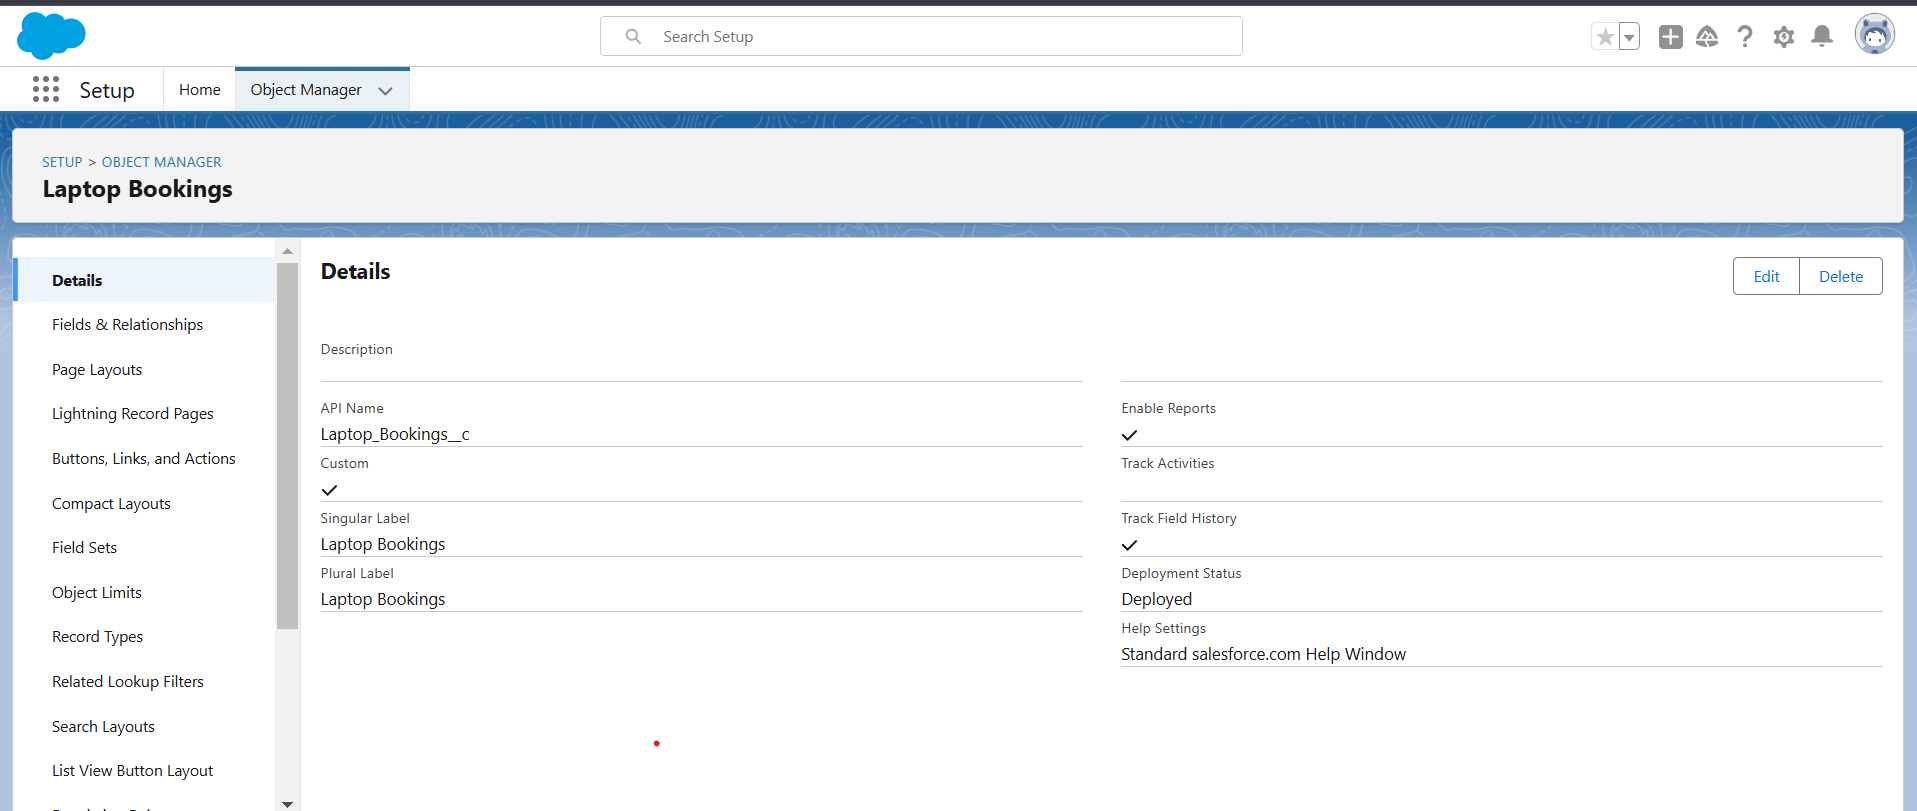 Search Setup
Setup
Home
Object Manager
SETUP > OBJECT MANAGER
Laptop Bookings
Details
Fields & Relationships
Page Layouts
Lightning Record Pages
Buttons, Links, and Actions
Compact Layouts
Field Sets
Object Limits
Record Types
Related Lookup Filters
Search Layouts
List View Button Layout
Details
Edit
Delete
Description
API Name
Laptop_Bookings__c
Custom
Singular Label
Laptop Bookings
Plural Label
Laptop Bookings
Enable Reports
Track Activities
Track Field History
Deployment Status
Deployed
Help Settings
Standard salesforce.com Help Window